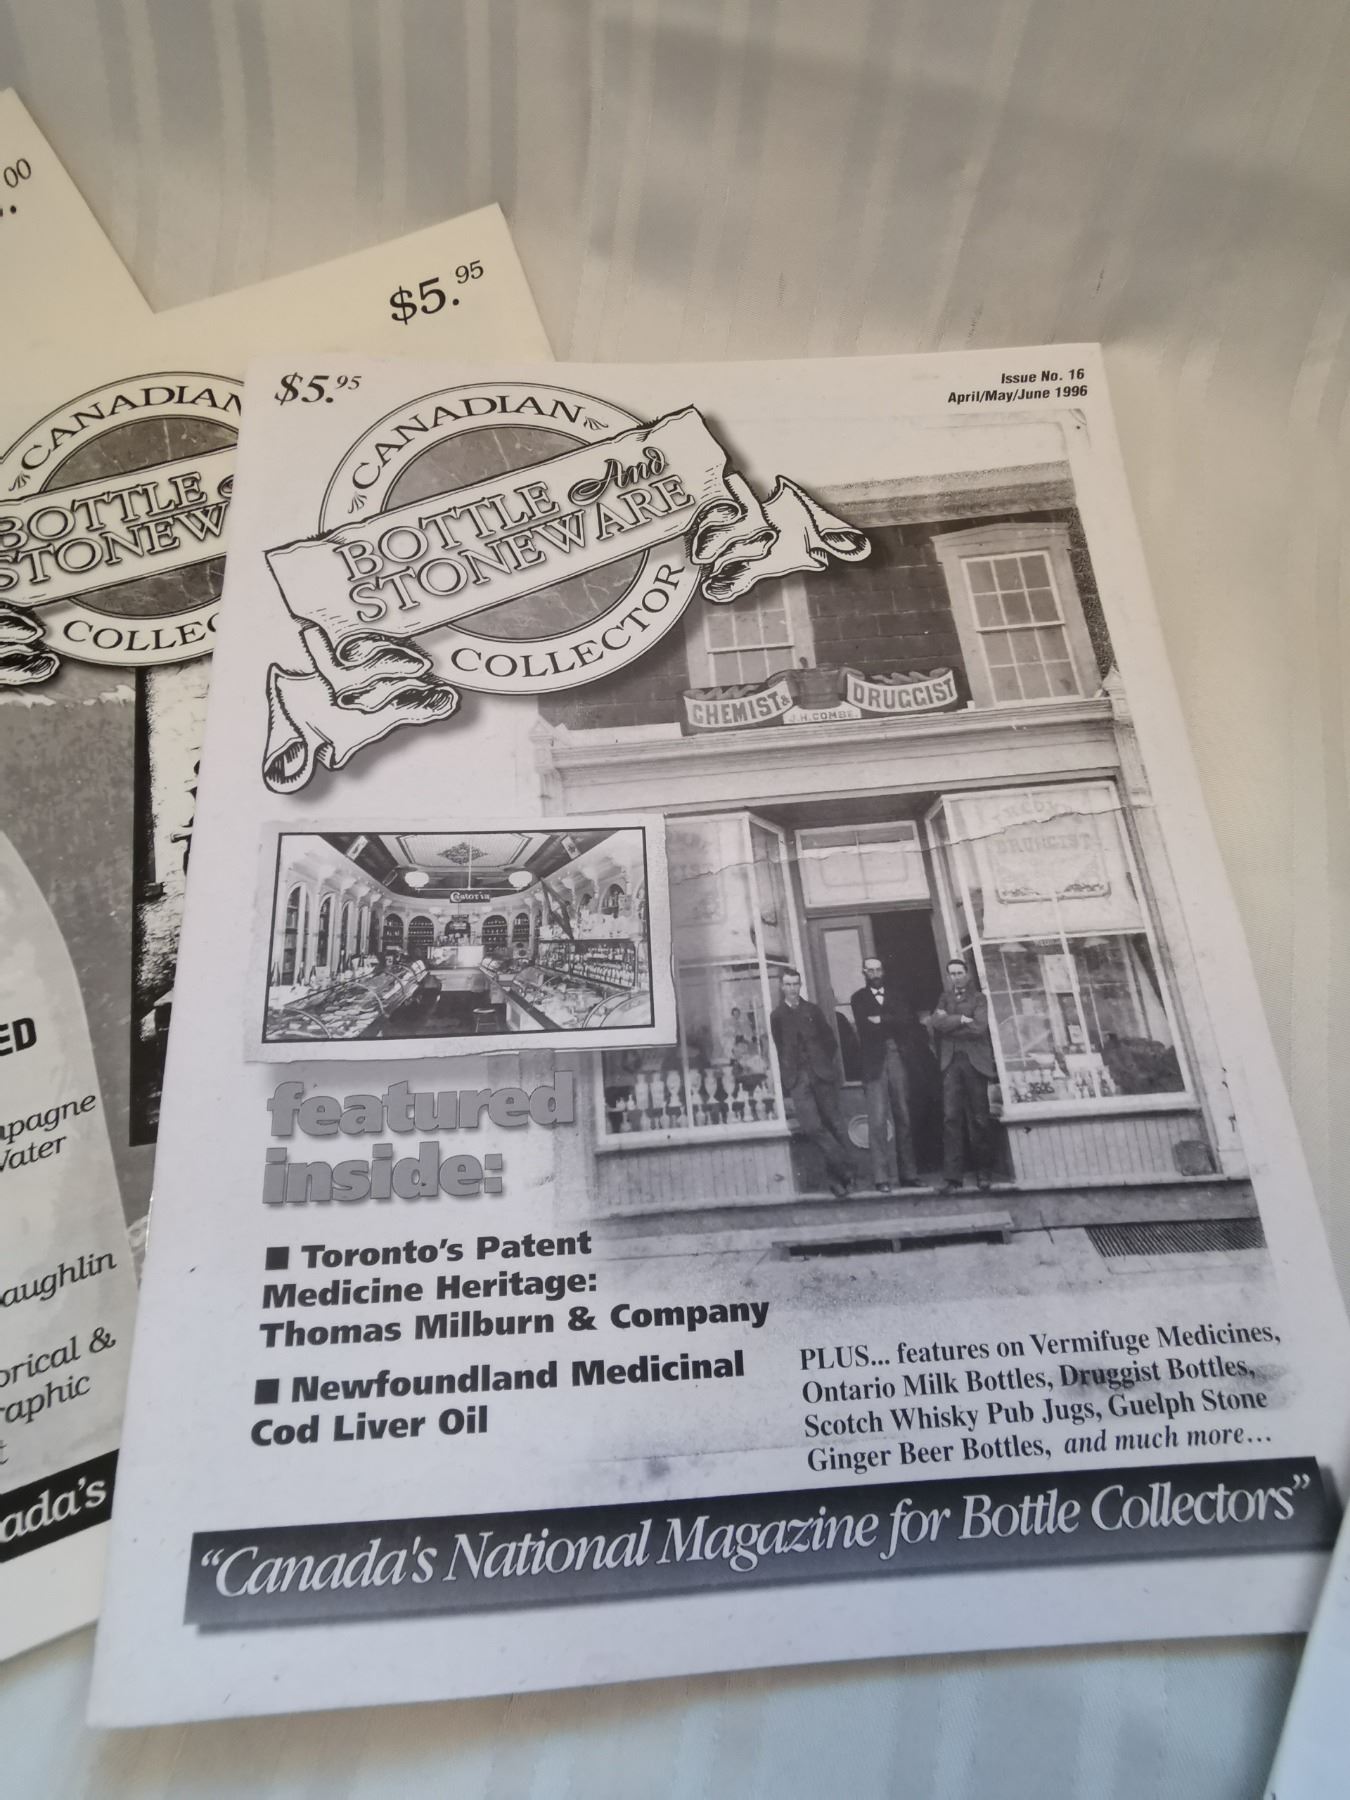 $5.95
Issue No. 16
April/May/June 1996
CANADIAN
BOTTLE And
STONEWARE
COLLECTOR
CHEMIST & DRUGGIST
J.H. COMBE.
DRUGGIST
Castoria
featured
inside:
■ Toronto's Patent
Medicine Heritage:
Thomas Milburn & Company
■ Newfoundland Medicinal
Cod Liver Oil
PLUS... features on Vermifuge Medicines,
Ontario Milk Bottles, Druggist Bottles,
Scotch Whisky Pub Jugs, Guelph Stone
Ginger Beer Bottles, and much more...
"Canada's National Magazine for Bottle Collectors"
$5.95
CANADIAN
BOTTLE
STONEW
COLLEC
ED
pagne
Water
aughlin
orical &
raphic
t
ada's
.00